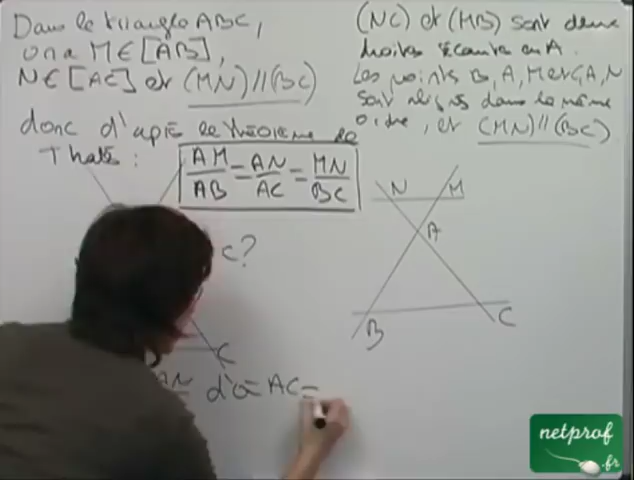 Dans le triangle ABC,
on a M∈[AB],
N∈[AC] et (MN)//(BC)
donc d'après le théorème de
Thalès :
AM/AB = AN/AC = MN/BC
C?
C
AN d'où AC=
(NC) et (MB) sont deux
droites sécantes en A.
Les points B, A, M et C, A, N
sont alignés dans le même
ordre, et (MN)//(BC)
N M
A
B C
netprof
.fr